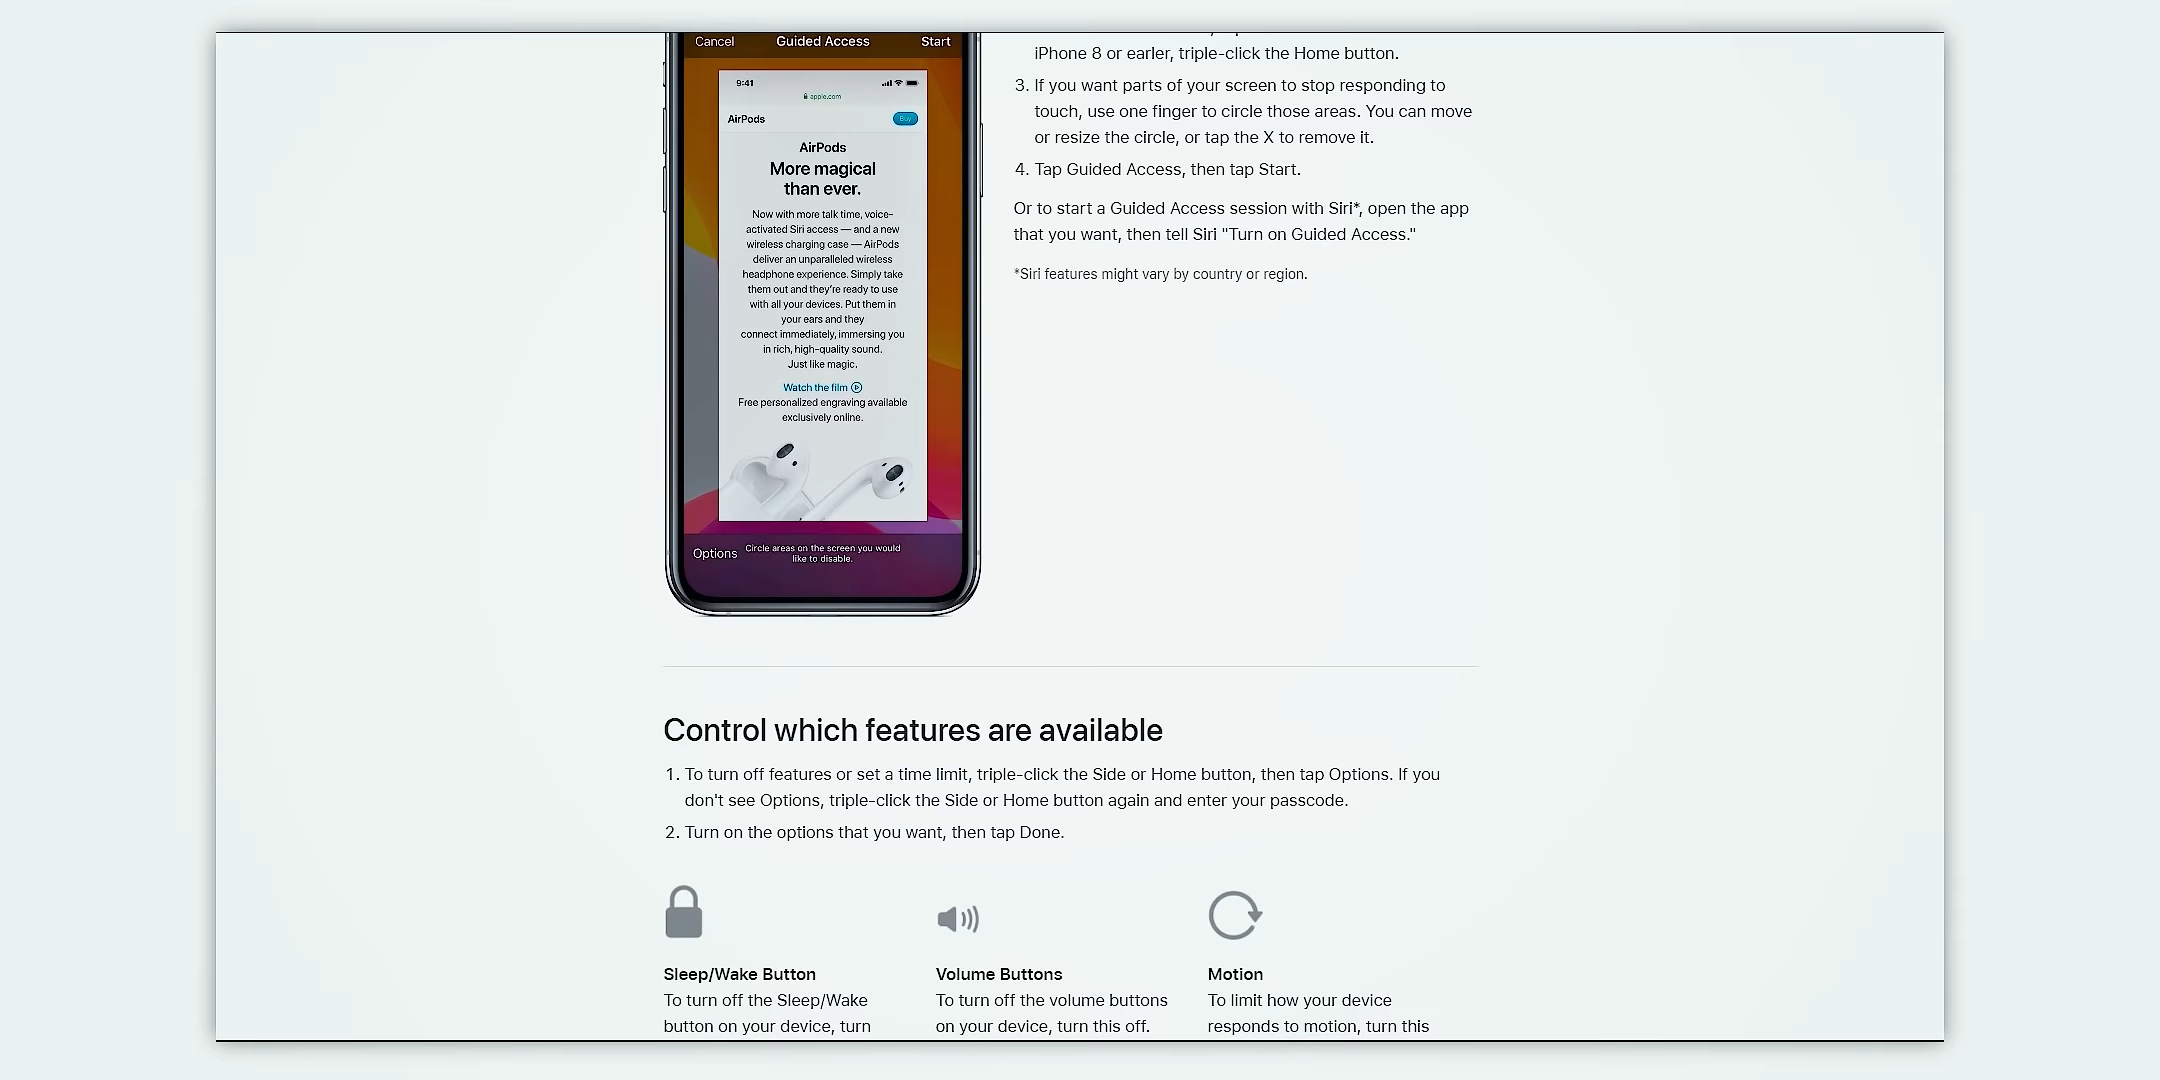 Cancel Guided Access Start
9:41
apple.com
AirPods Buy
AirPods
More magical
than ever.
Now with more talk time, voice-
activated Siri access — and a new
wireless charging case — AirPods
deliver an unparalleled wireless
headphone experience. Simply take
them out and they're ready to use
with all your devices. Put them in
your ears and they
connect immediately, immersing you
in rich, high-quality sound.
Just like magic.
Watch the film
Free personalized engraving available
exclusively online.
Options Circle areas on the screen you would
like to disable.
iPhone 8 or earler, triple-click the Home button.
3. If you want parts of your screen to stop responding to
touch, use one finger to circle those areas. You can move
or resize the circle, or tap the X to remove it.
4. Tap Guided Access, then tap Start.
Or to start a Guided Access session with Siri*, open the app
that you want, then tell Siri "Turn on Guided Access."
*Siri features might vary by country or region.
Control which features are available
1. To turn off features or set a time limit, triple-click the Side or Home button, then tap Options. If you
don't see Options, triple-click the Side or Home button again and enter your passcode.
2. Turn on the options that you want, then tap Done.
Sleep/Wake Button
To turn off the Sleep/Wake
button on your device, turn
Volume Buttons
To turn off the volume buttons
on your device, turn this off.
Motion
To limit how your device
responds to motion, turn this